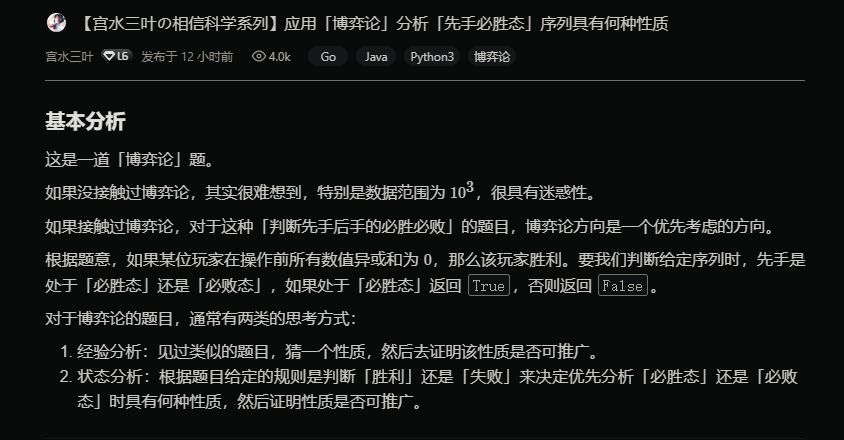 【宫水三叶の相信科学系列】应用「博弈论」分析「先手必胜态」序列具有何种性质
宫水三叶 L6 发布于 12 小时前 4.0k Go Java Python3 博弈论
基本分析
这是一道「博弈论」题。
如果没接触过博弈论，其实很难想到，特别是数据范围为 10^3，很具有迷惑性。
如果接触过博弈论，对于这种「判断先手后手的必胜必败」的题目，博弈论方向是一个优先考虑的方向。
根据题意，如果某位玩家在操作前所有数值异或和为 0，那么该玩家胜利。要我们判断给定序列时，先手是
处于「必胜态」还是「必败态」，如果处于「必胜态」返回 True，否则返回 False。
对于博弈论的题目，通常有两类的思考方式：
1. 经验分析：见过类似的题目，猜一个性质，然后去证明该性质是否可推广。
2. 状态分析：根据题目给定的规则是判断「胜利」还是「失败」来决定优先分析「必胜态」还是「必败
态」时具有何种性质，然后证明性质是否可推广。